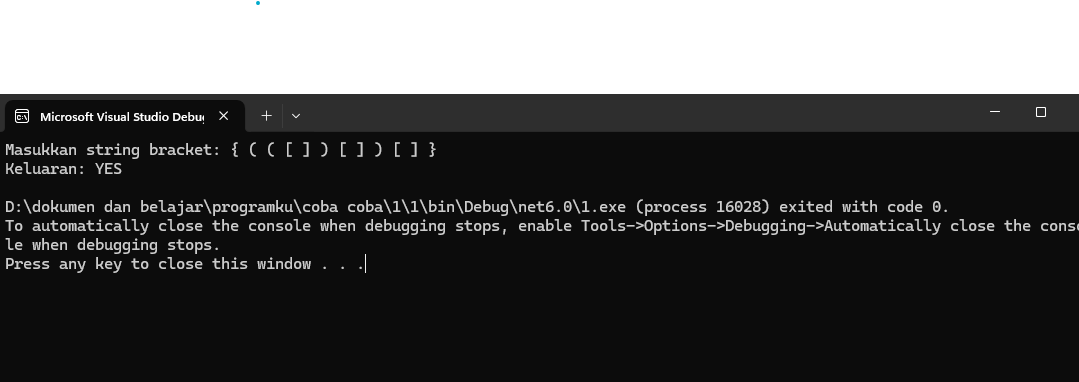 Microsoft Visual Studio Debu
Masukkan string bracket: { ( ( [ ] ) [ ] ) [ ] }
Keluaran: YES
D:\dokumen dan belajar\programku\coba coba\1\1\bin\Debug\net6.0\1.exe (process 16028) exited with code 0.
To automatically close the console when debugging stops, enable Tools->Options->Debugging->Automatically close the conso
le when debugging stops.
Press any key to close this window . . .